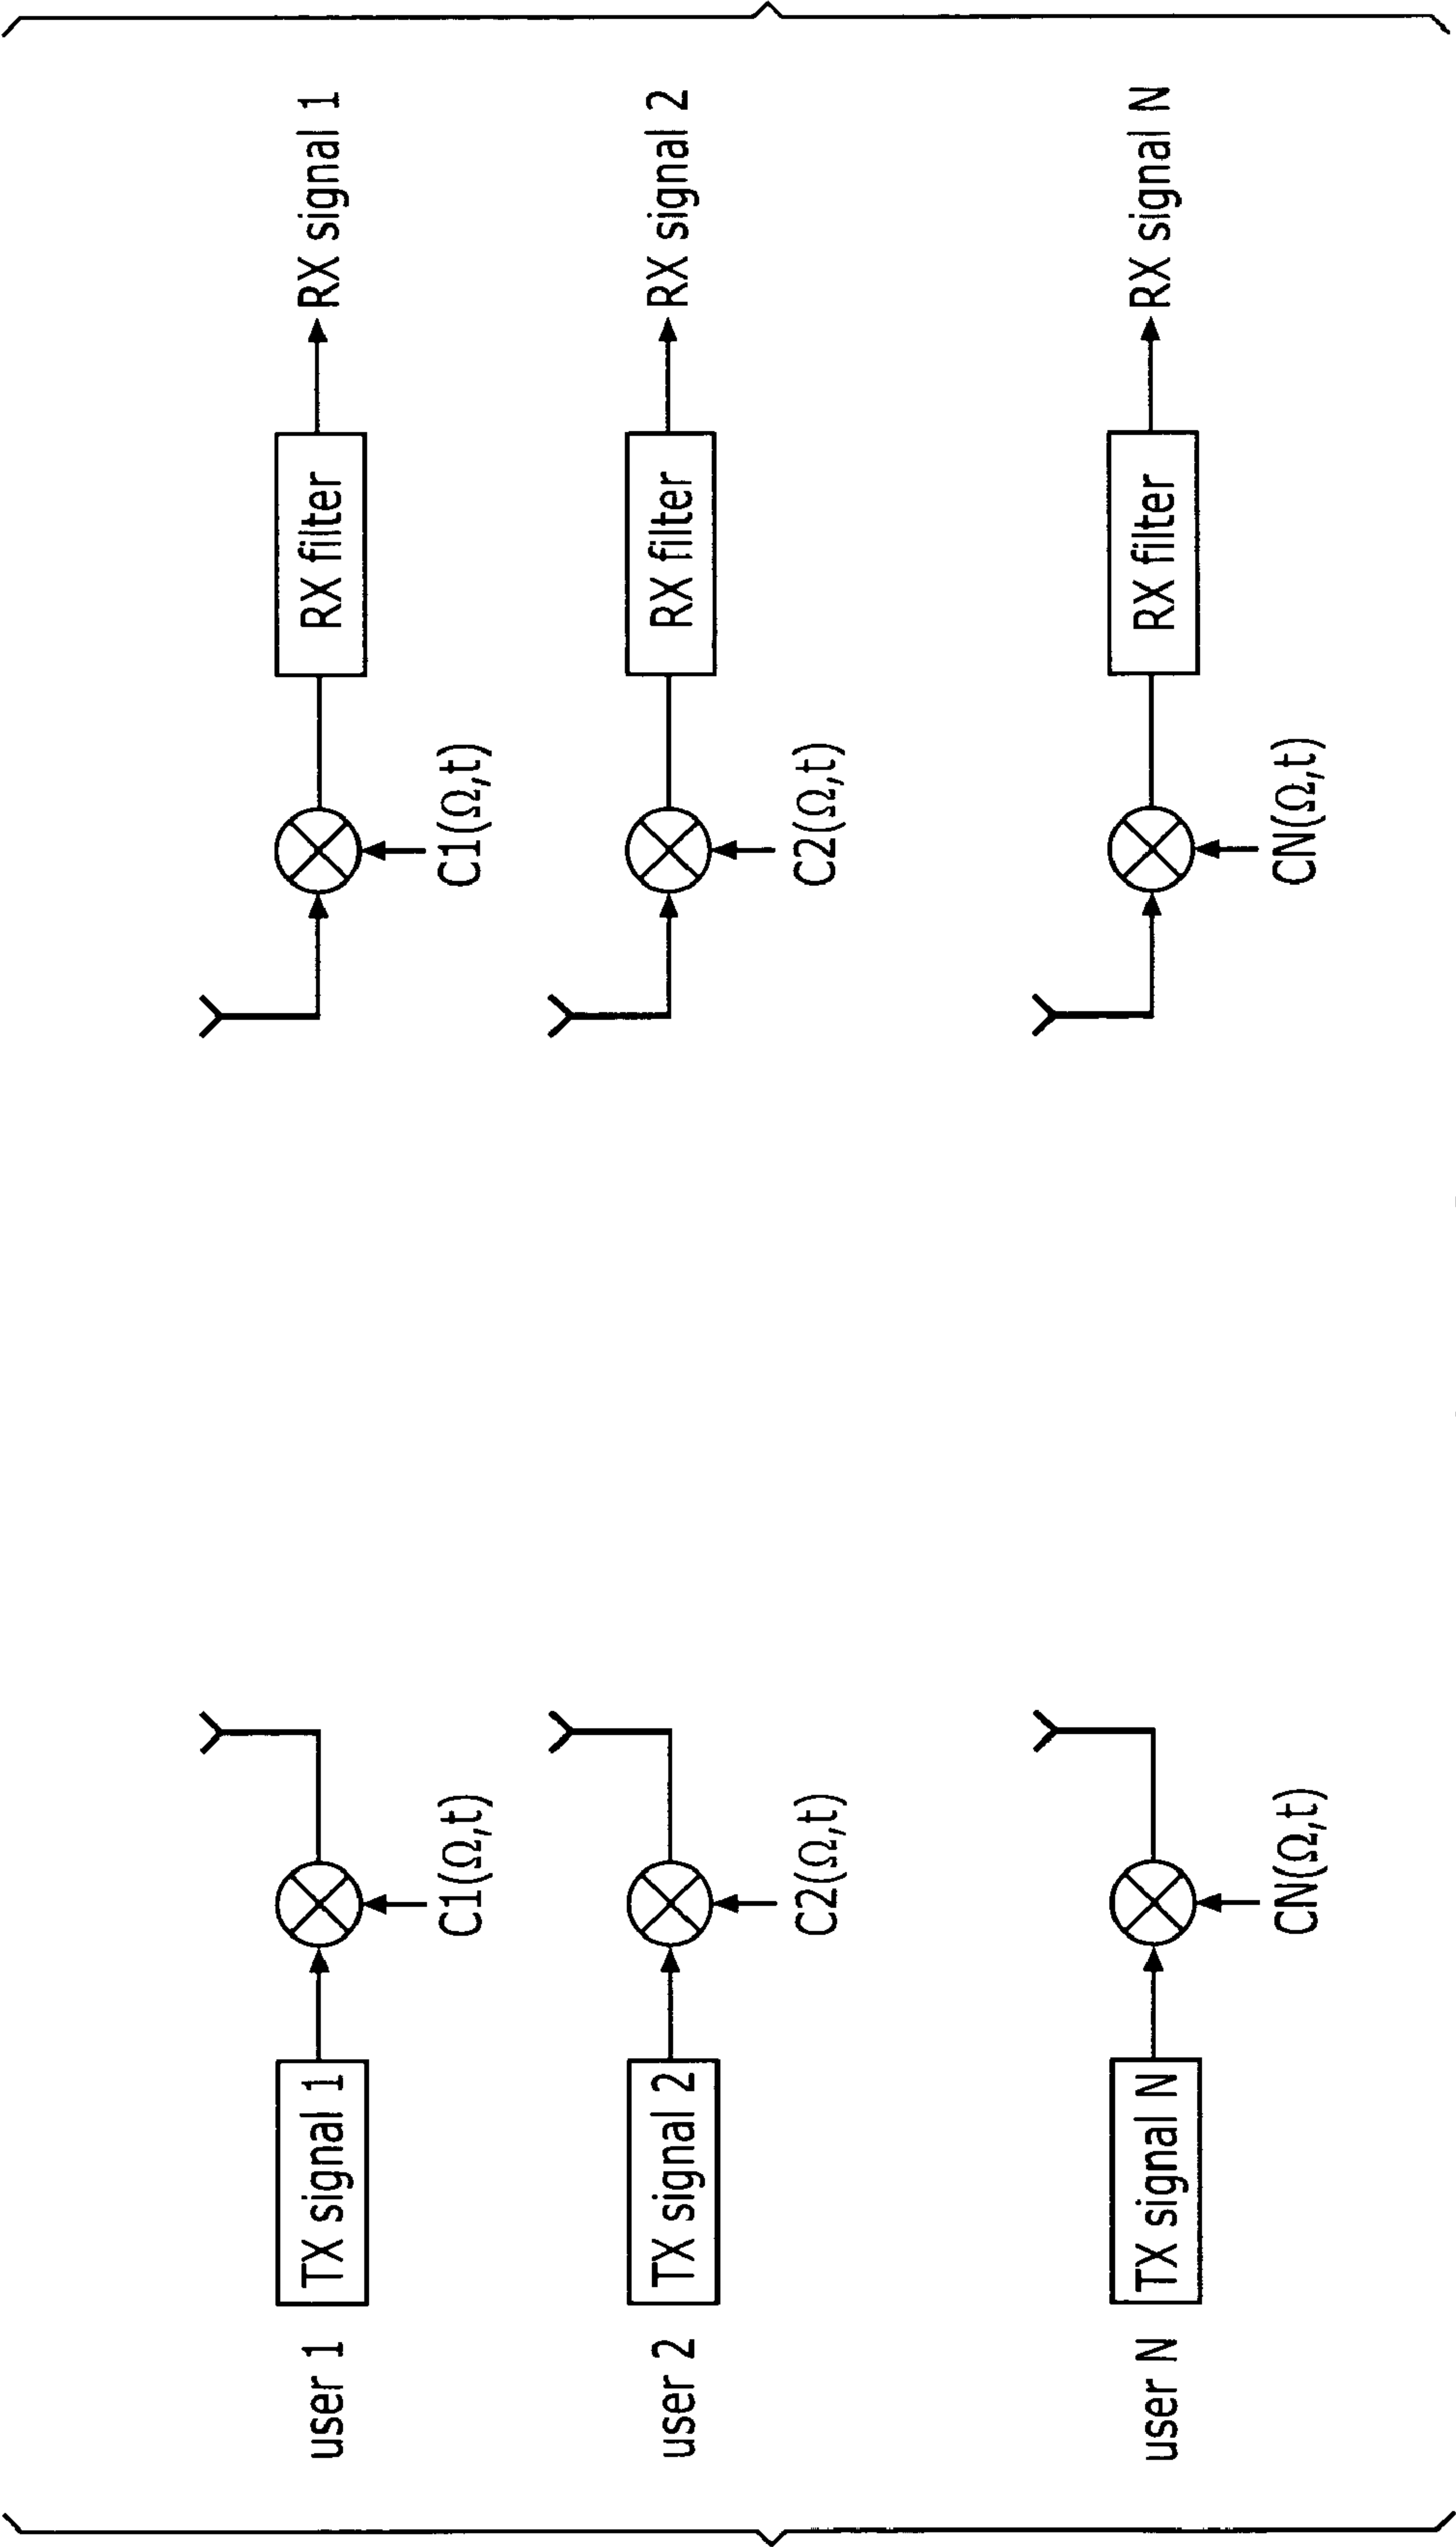 user 1
TX signal 1
C1(Ω,t)
C1(Ω,t)
RX filter
RX signal 1
user 2
TX signal 2
C2(Ω,t)
C2(Ω,t)
RX filter
RX signal 2
user N
TX signal N
CN(Ω,t)
CN(Ω,t)
RX filter
RX signal N